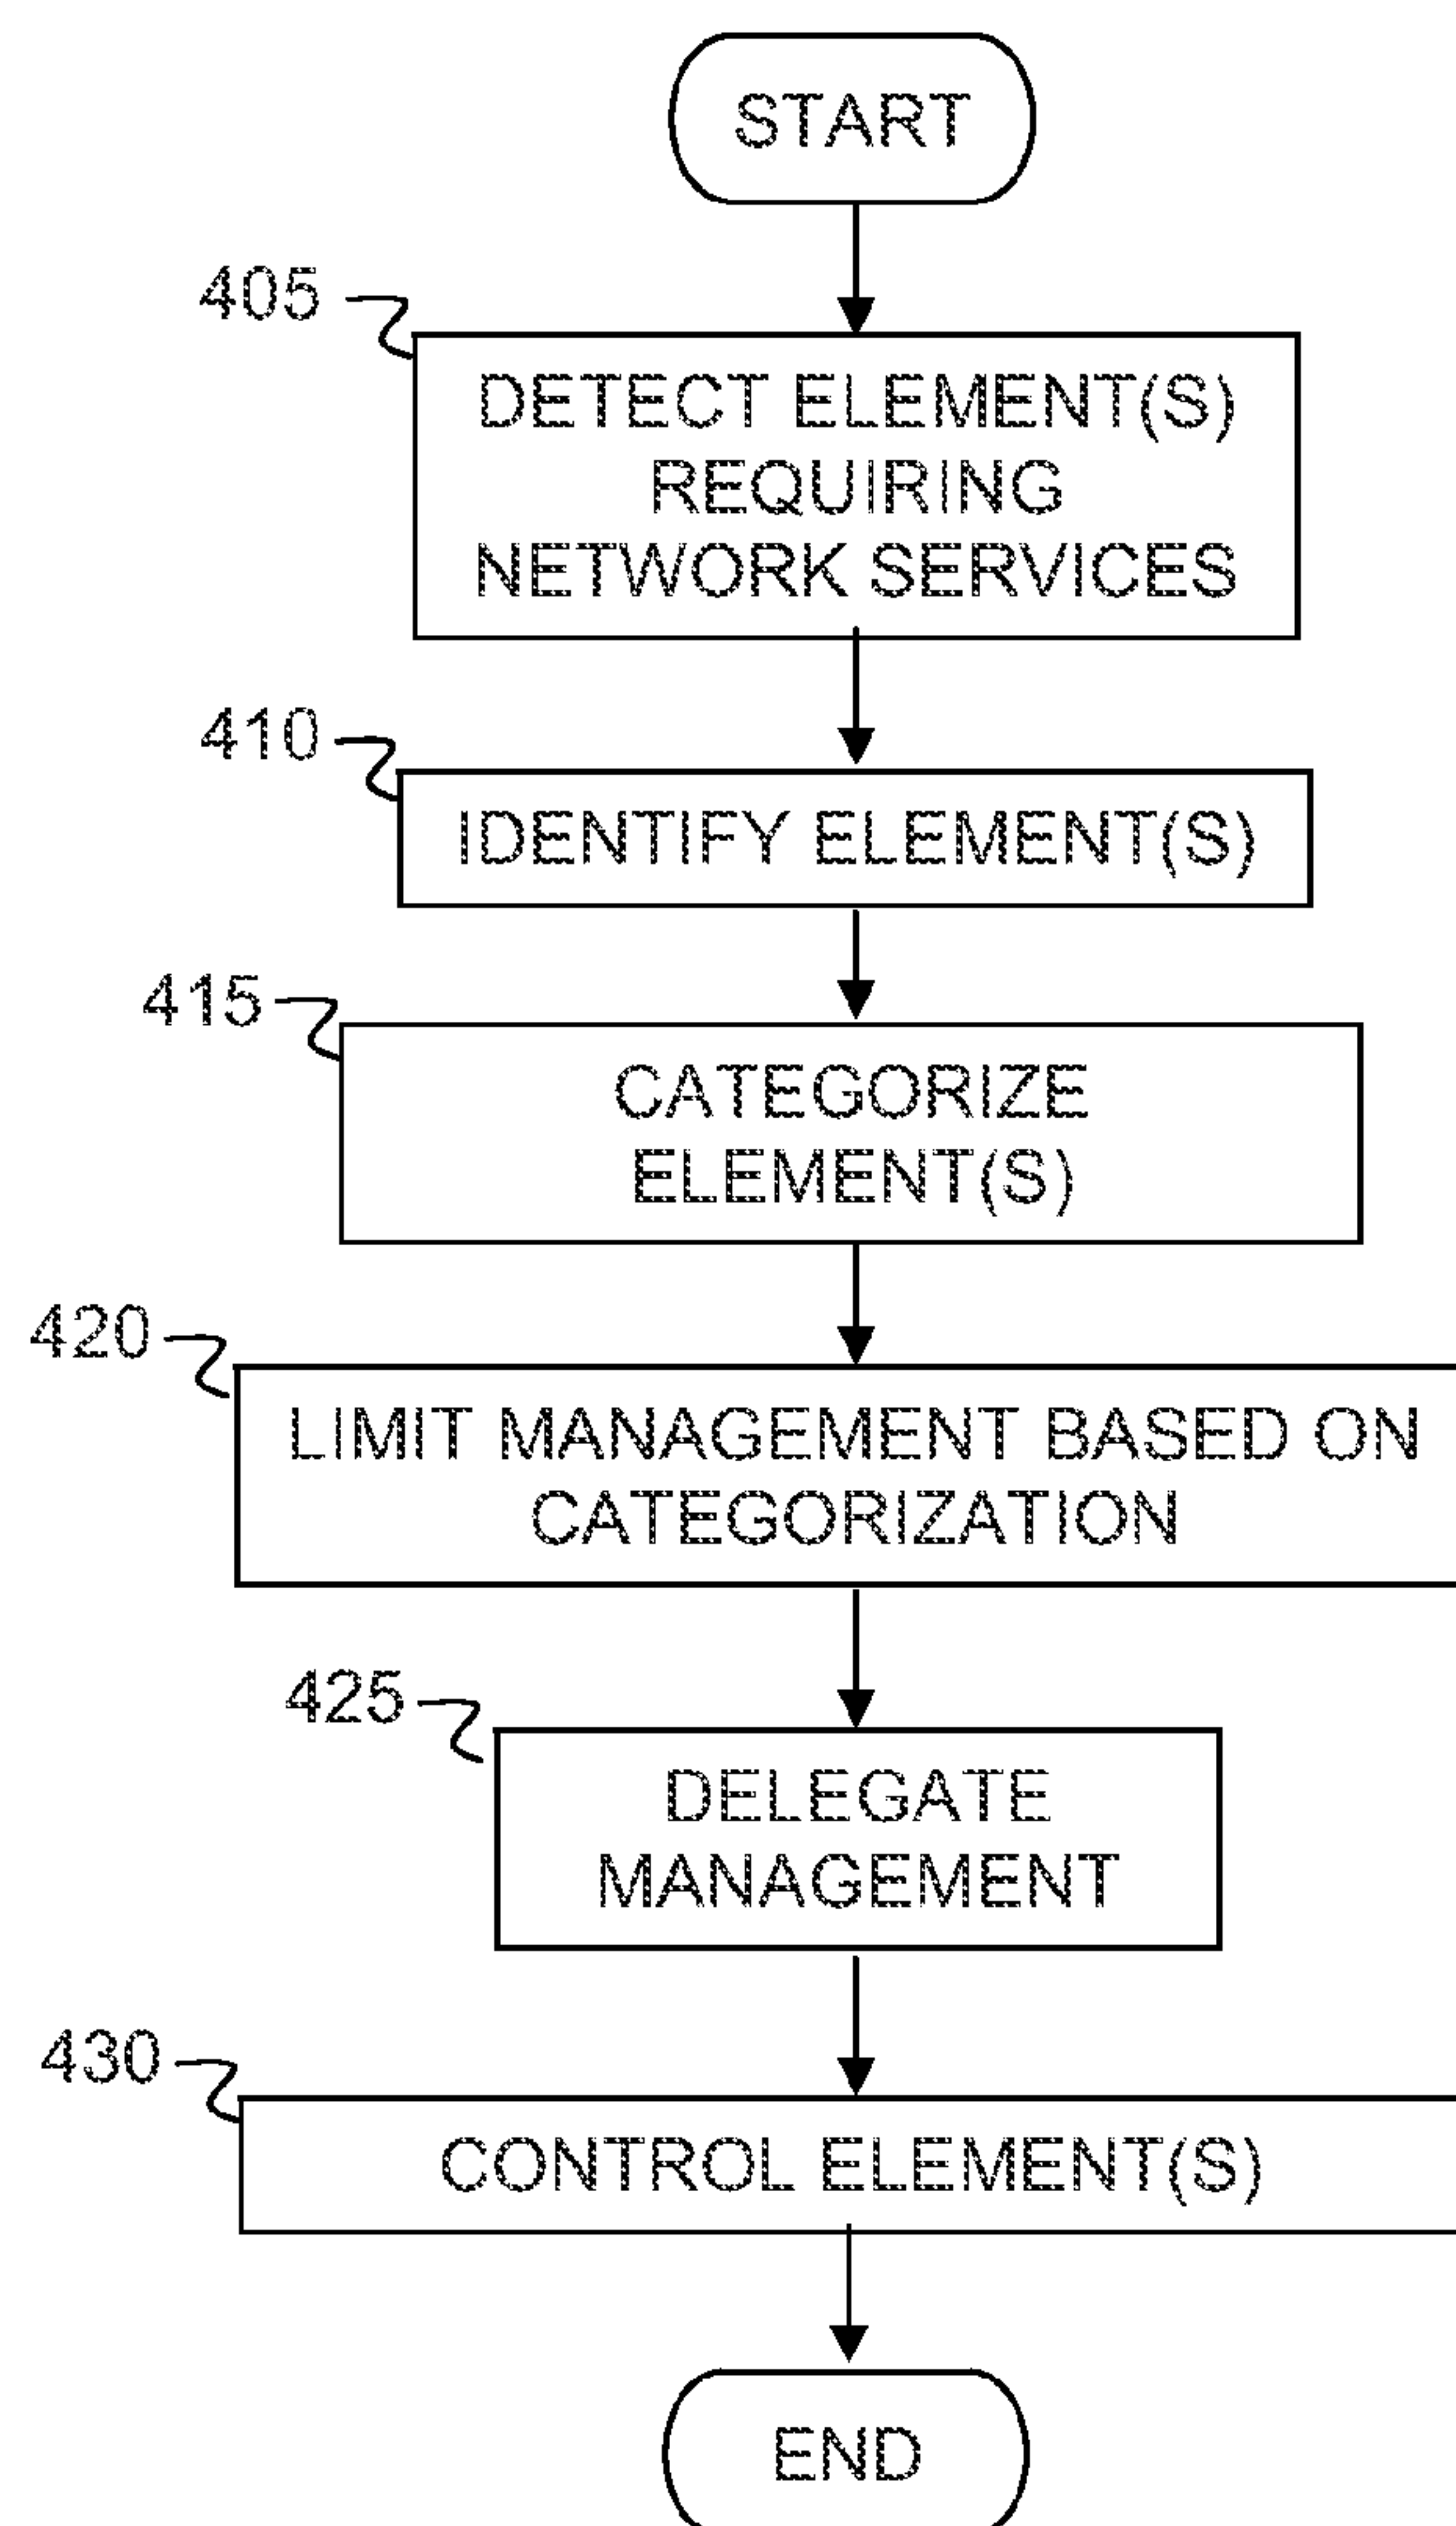 START
405
DETECT ELEMENT(S)
REQUIRING
NETWORK SERVICES
410
IDENTIFY ELEMENT(S)
415
CATEGORIZE
ELEMENT(S)
420
LIMIT MANAGEMENT BASED ON
CATEGORIZATION
425
DELEGATE
MANAGEMENT
430
CONTROL ELEMENT(S)
END